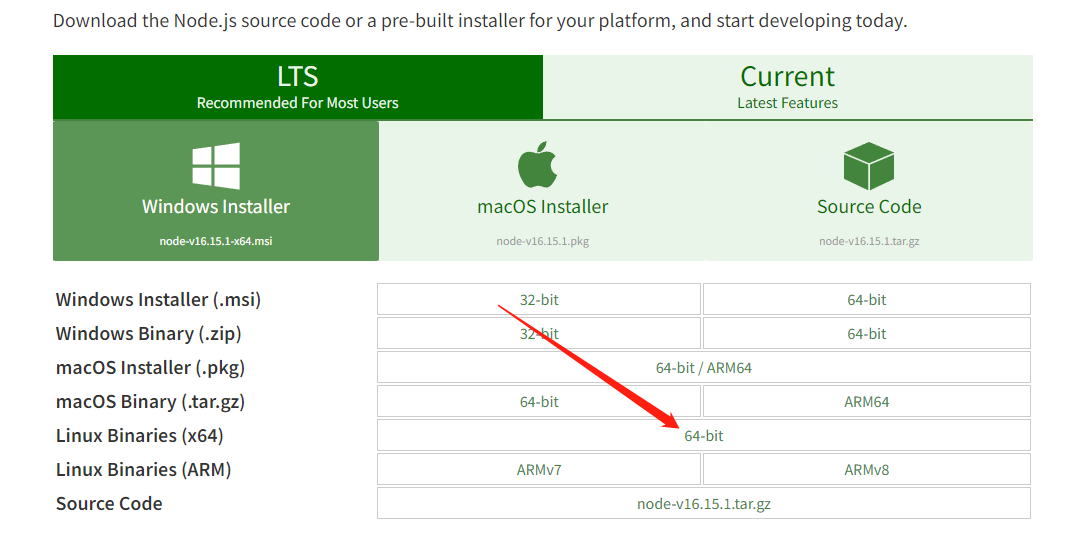 Download the Node.js source code or a pre-built installer for your platform, and start developing today.
LTS
Recommended For Most Users
Current
Latest Features
Windows Installer
node-v16.15.1-x64.msi
macOS Installer
node-v16.15.1.pkg
Source Code
node-v16.15.1.tar.gz
Windows Installer (.msi) 32-bit 64-bit
Windows Binary (.zip) 32-bit 64-bit
macOS Installer (.pkg) 64-bit / ARM64
macOS Binary (.tar.gz) 64-bit ARM64
Linux Binaries (x64) 64-bit
Linux Binaries (ARM) ARMv7 ARMv8
Source Code node-v16.15.1.tar.gz